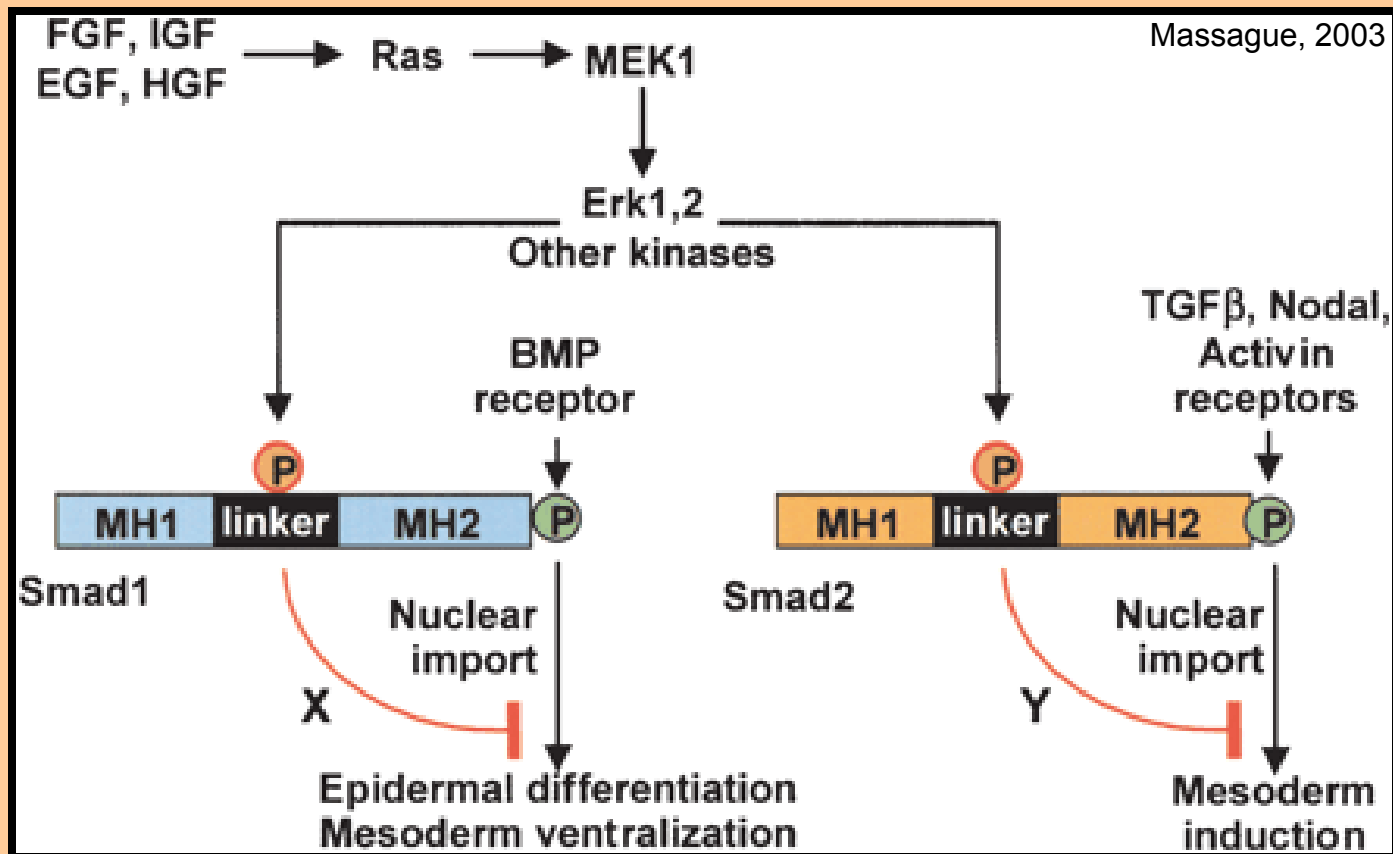 Massague, 2003
FGF, IGF
EGF, HGF
Ras
MEK1
Erk1,2
Other kinases
BMP
receptor
TGFβ, Nodal,
Activin
receptors
P
P
MH1
linker
MH2
P
MH1
linker
MH2
P
Smad1
Smad2
Nuclear
import
Nuclear
import
X
Y
Epidermal differentiation
Mesoderm ventralization
Mesoderm
induction